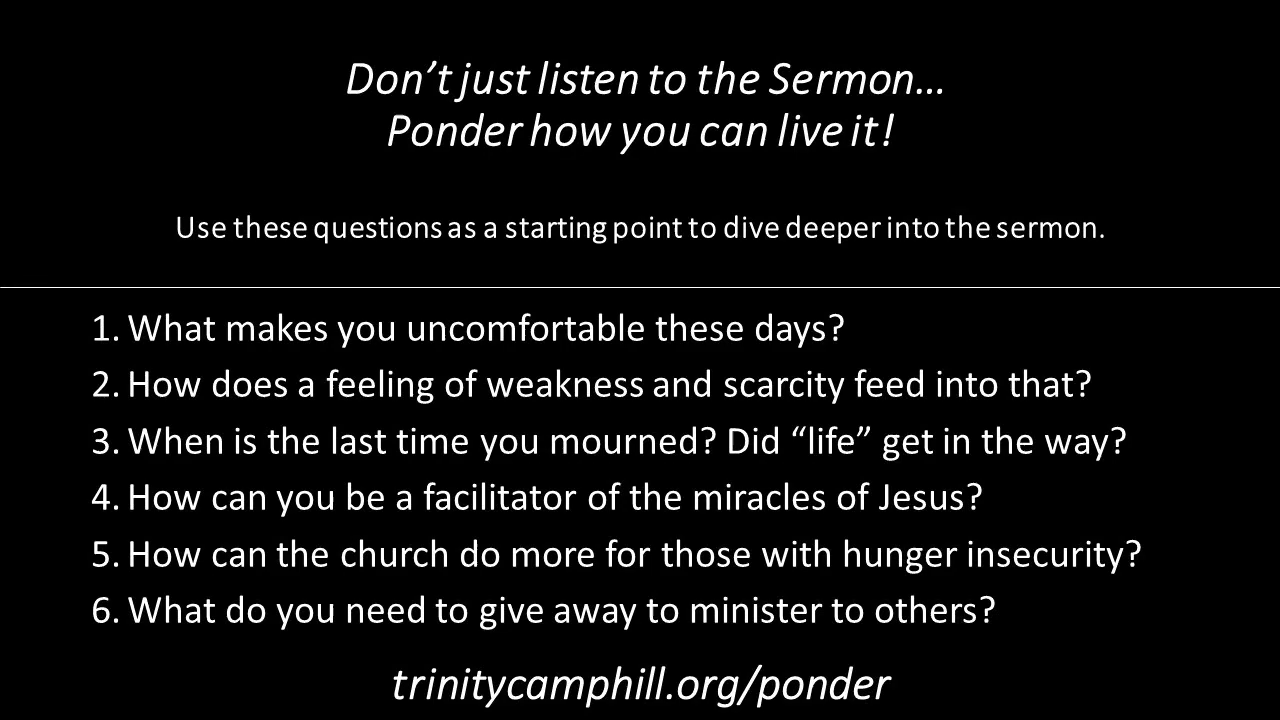 Don’t just listen to the Sermon…
Ponder how you can live it!
Use these questions as a starting point to dive deeper into the sermon.
1. What makes you uncomfortable these days?
2. How does a feeling of weakness and scarcity feed into that?
3. When is the last time you mourned? Did “life” get in the way?
4. How can you be a facilitator of the miracles of Jesus?
5. How can the church do more for those with hunger insecurity?
6. What do you need to give away to minister to others?
trinitycamphill.org/ponder